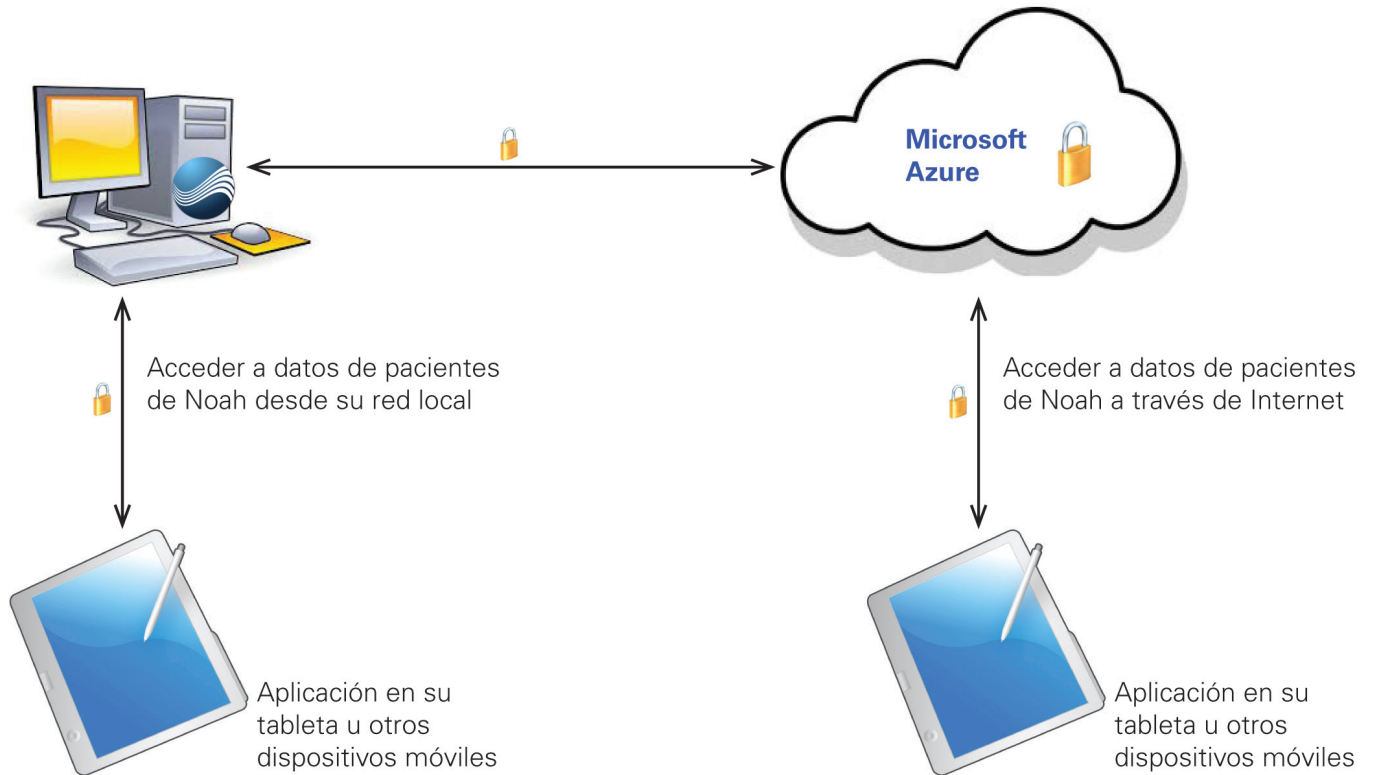 Microsoft
Azure
Acceder a datos de pacientes
de Noah desde su red local
Acceder a datos de pacientes
de Noah a través de Internet
Aplicación en su
tableta u otros
dispositivos móviles
Aplicación en su
tableta u otros
dispositivos móviles